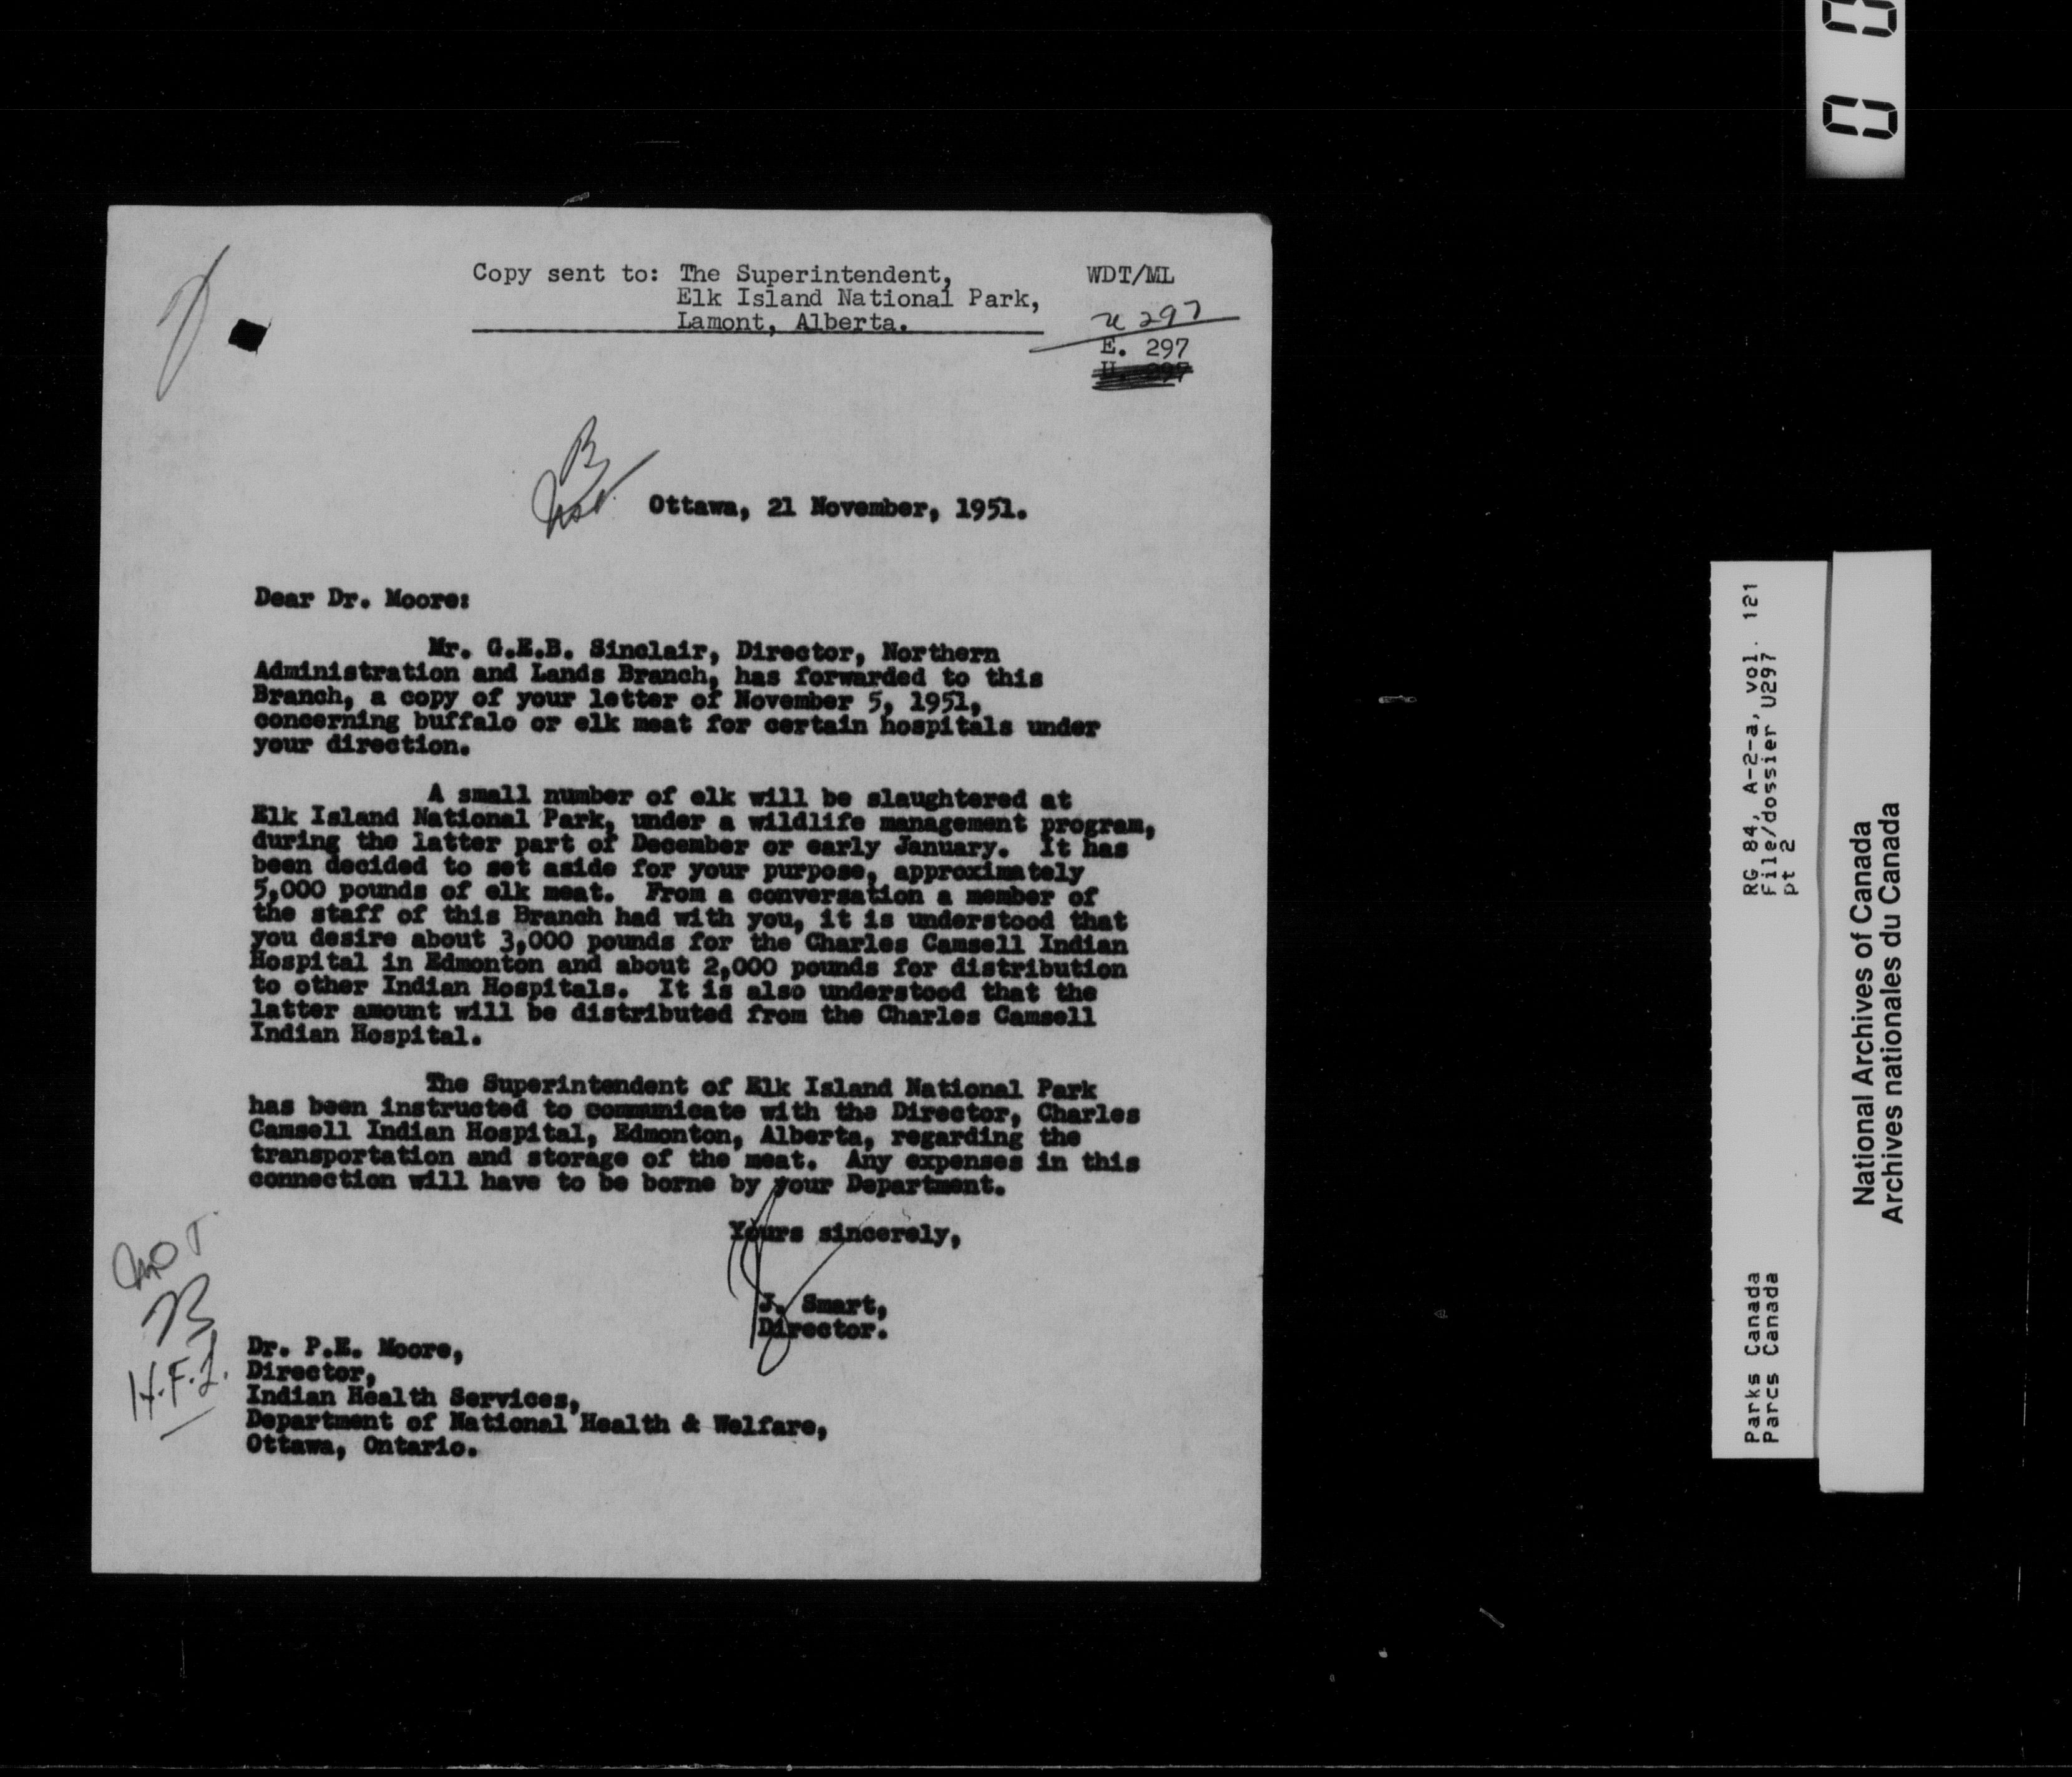 Copy sent to: The Superintendent,
Elk Island National Park,
Lamont, Alberta.
WDT/ML
U 297
E. 297
Ottawa, 21 November, 1951.
Dear Dr. Moore:
Mr. G.E.B. Sinclair, Director, Northern
Administration and Lands Branch, has forwarded to this
Branch, a copy of your letter of November 5, 1951,
concerning buffalo or elk meat for certain hospitals under
your direction.
A small number of elk will be slaughtered at
Elk Island National Park, under a wildlife management program,
during the latter part of December or early January. It has
been decided to set aside for your purpose, approximately
5,000 pounds of elk meat. From a conversation a member of
the staff of this Branch had with you, it is understood that
you desire about 3,000 pounds for the Charles Camsell Indian
Hospital in Edmonton and about 2,000 pounds for distribution
to other Indian Hospitals. It is also understood that the
latter amount will be distributed from the Charles Camsell
Indian Hospital.
The Superintendent of Elk Island National Park
has been instructed to communicate with the Director, Charles
Camsell Indian Hospital, Edmonton, Alberta, regarding the
transportation and storage of the meat. Any expenses in this
connection will have to be borne by your Department.
Yours sincerely,
J. Smart,
Director.
H.F.L.
Dr. P.E. Moore,
Director,
Indian Health Services,
Department of National Health & Welfare,
Ottawa, Ontario.
RG 84, A-2-a, vol. 121
File/dossier U297
pt 2
Parks Canada
Parcs Canada
National Archives of Canada
Archives nationales du Canada
0 0